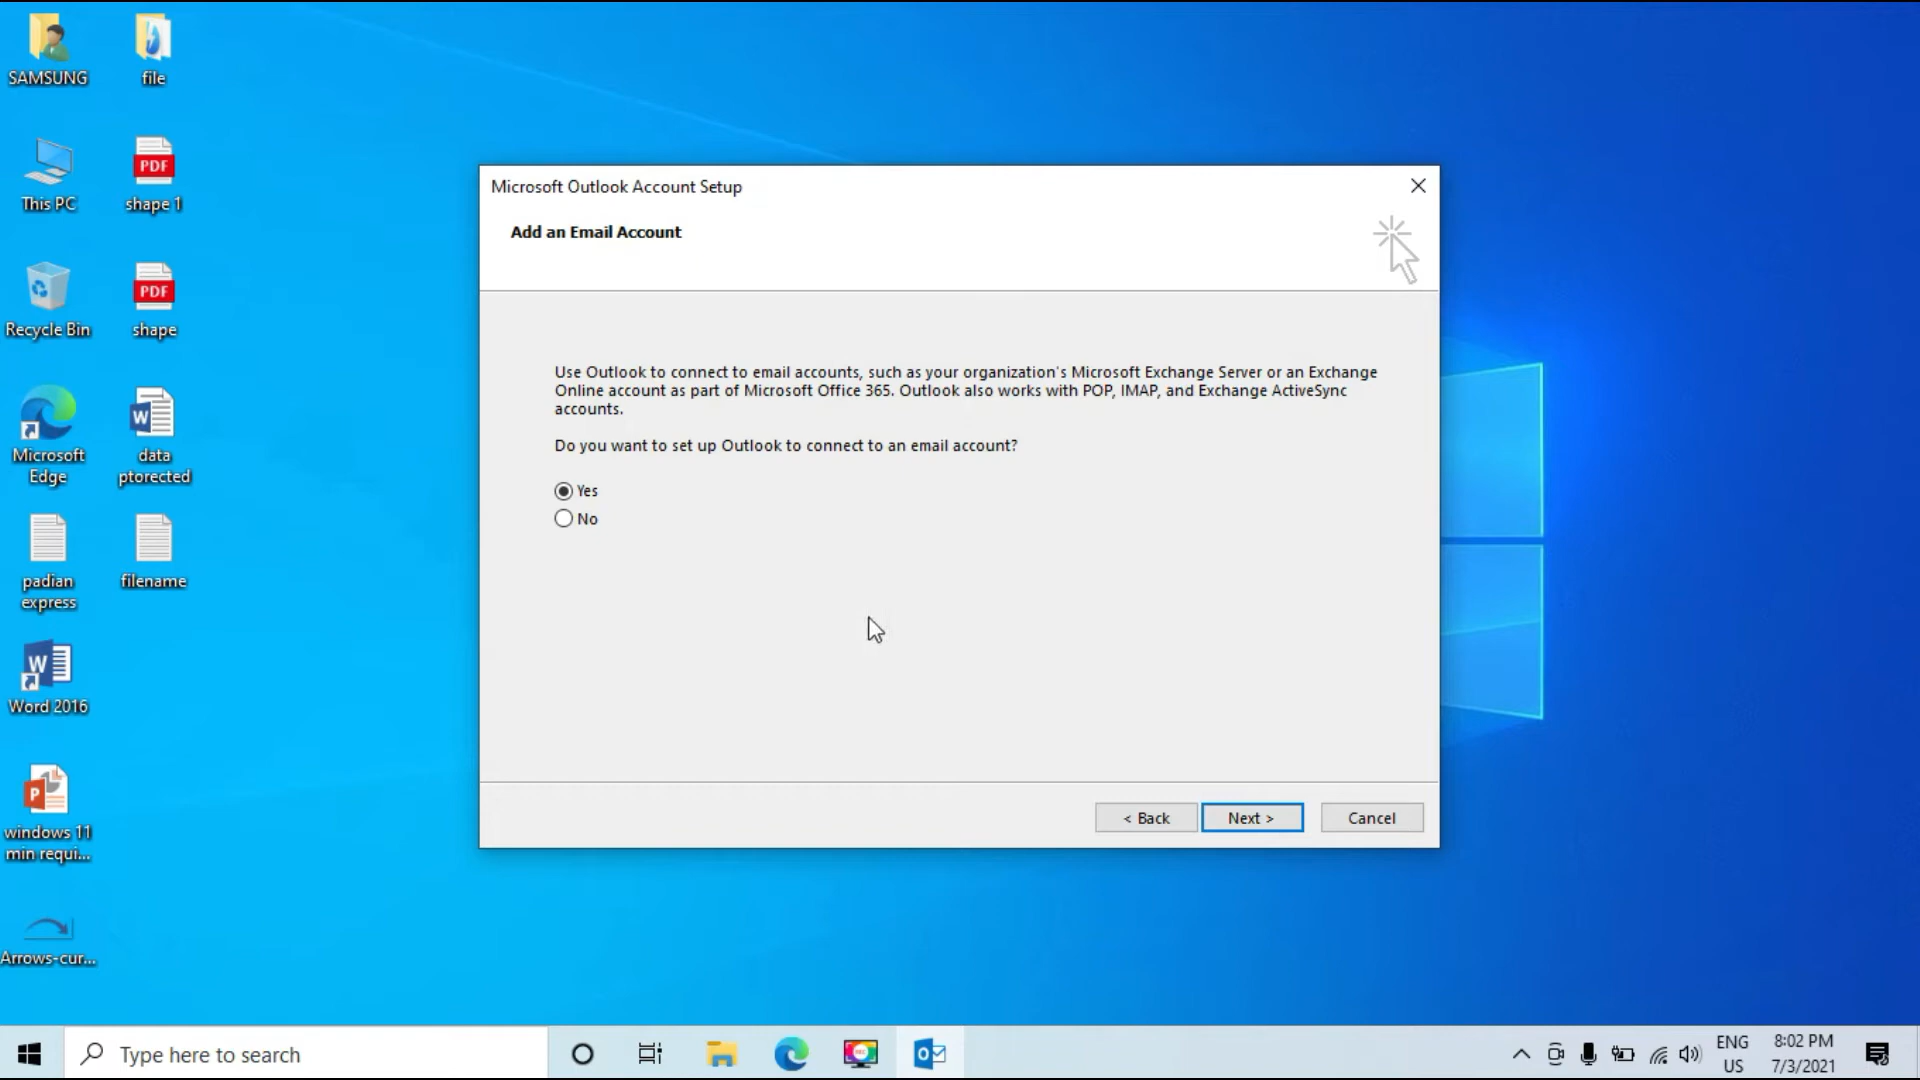 SAMSUNG
file
This PC
PDF
shape 1
Recycle Bin
PDF
shape
Microsoft
Edge
W
data
ptorected
padian
express
filename
W
Word 2016
P
windows 11
min requi...
Arrows-cur...
Microsoft Outlook Account Setup
Add an Email Account
Use Outlook to connect to email accounts, such as your organization's Microsoft Exchange Server or an Exchange
Online account as part of Microsoft Office 365. Outlook also works with POP, IMAP, and Exchange ActiveSync
accounts.
Do you want to set up Outlook to connect to an email account?
Yes
No
< Back
Next >
Cancel
Type here to search
O
ENG
US
8:02 PM
7/3/2021